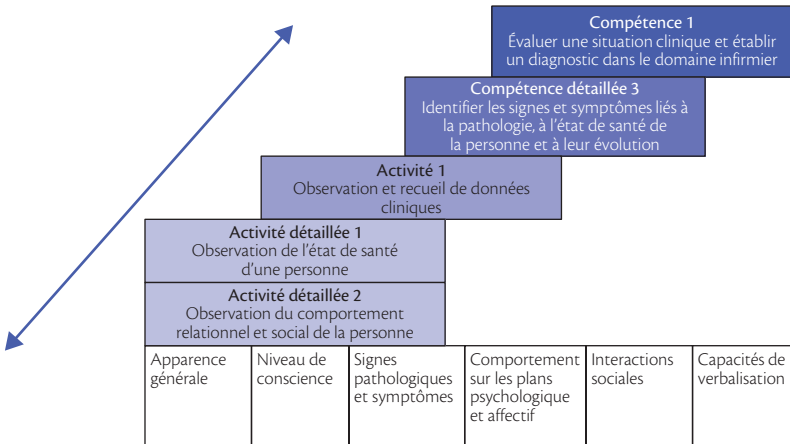 Compétence 1
Évaluer une situation clinique et établir
un diagnostic dans le domaine infirmier
Compétence détaillée 3
Identifier les signes et symptômes liés à
la pathologie, à l'état de santé de
la personne et à leur évolution
Activité 1
Observation et recueil de données
cliniques
Activité détaillée 1
Observation de l'état de santé
d'une personne
Activité détaillée 2
Observation du comportement
relationnel et social de la personne
Apparence
générale
Niveau de
conscience
Signes
pathologiques
et symptômes
Comportement
sur les plans
psychologique
et affectif
Interactions
sociales
Capacités de
verbalisation